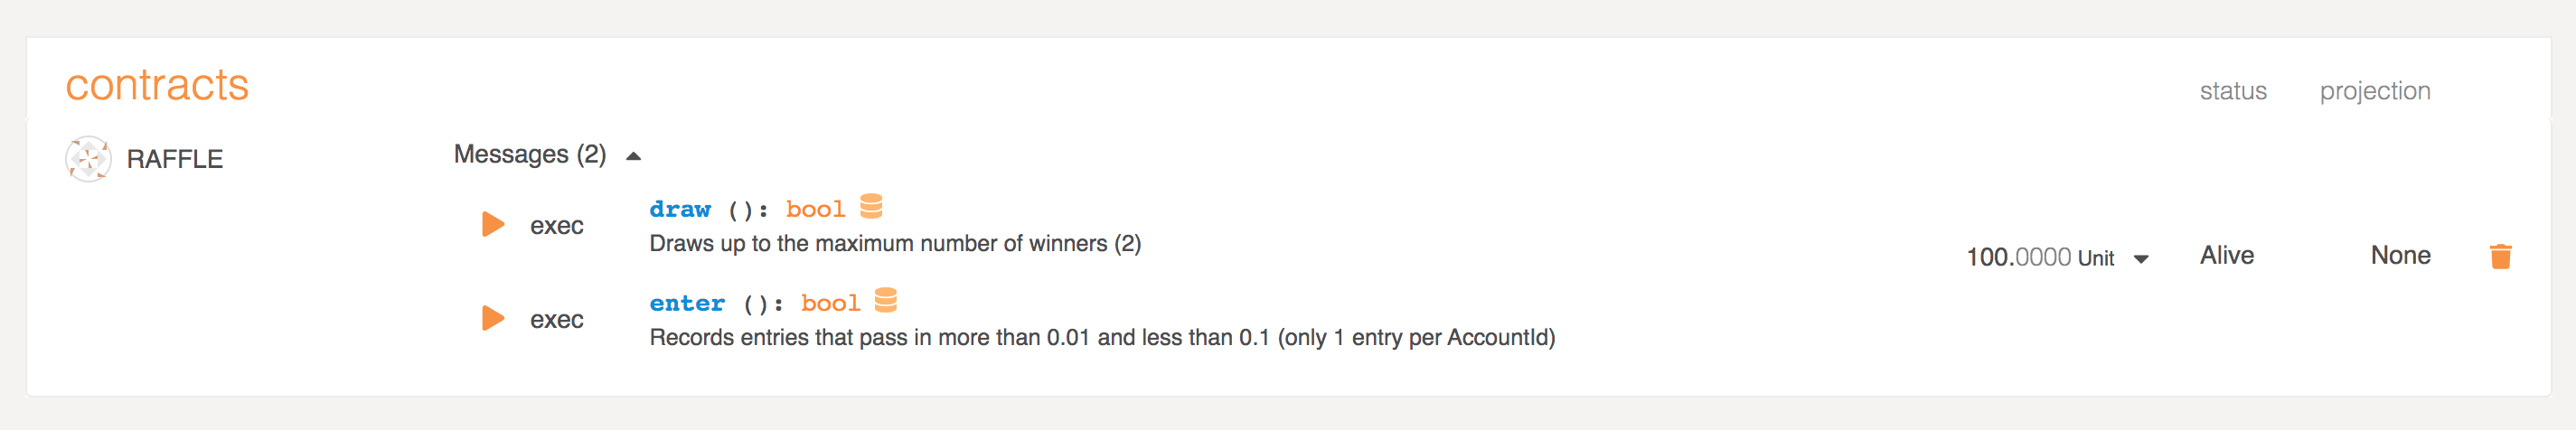 contracts
status projection
RAFFLE
Messages (2)
exec
draw (): bool
Draws up to the maximum number of winners (2)
exec
enter (): bool
Records entries that pass in more than 0.01 and less than 0.1 (only 1 entry per AccountId)
100.0000 Unit
Alive
None